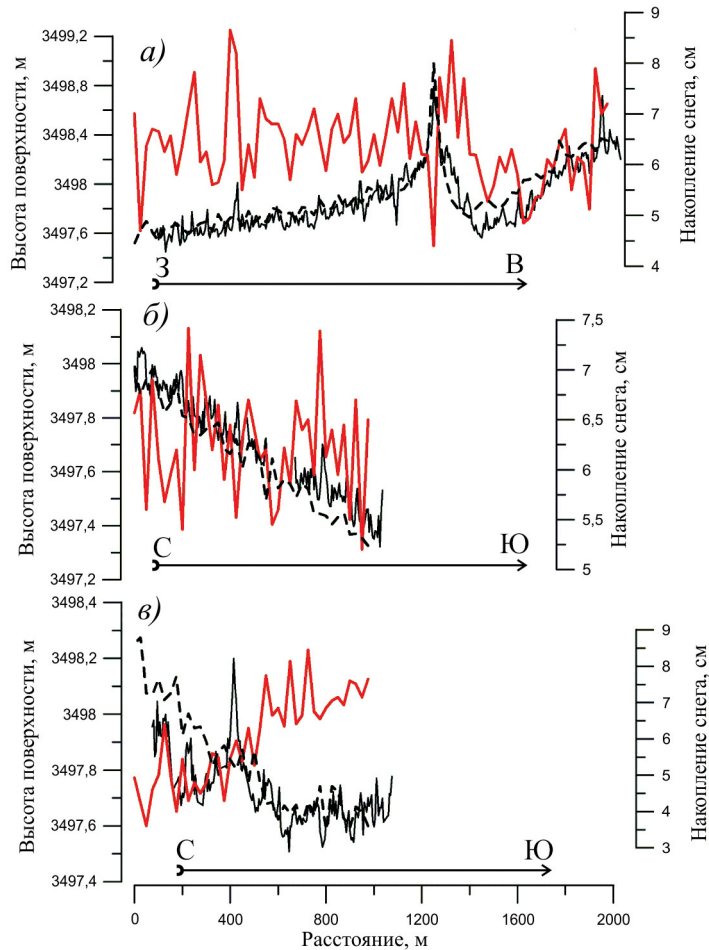 а)
Высота поверхности, м
3499,2
3498,8
3498,4
3498
3497,6
3497,2
9
8
7
6
5
4
Накопление снега, см
З
В
б)
Высота поверхности, м
3498,2
3498
3497,8
3497,6
3497,4
3497,2
7,5
7
6,5
6
5,5
5
Накопление снега, см
С
Ю
в)
Высота поверхности, м
3498,4
3498,2
3498
3497,8
3497,6
3497,4
9
8
7
6
5
4
3
Накопление снега, см
С
Ю
0
400
800
1200
1600
2000
Расстояние, м